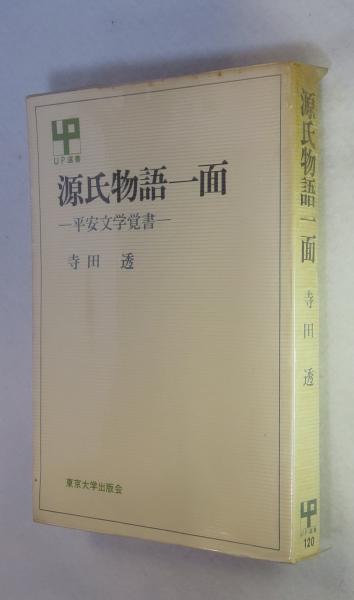 UP
UP選書
源氏物語一面
—平安文学覚書—
寺田 透
東京大学出版会
源氏物語一面
寺田 透
UP
UP選書
120